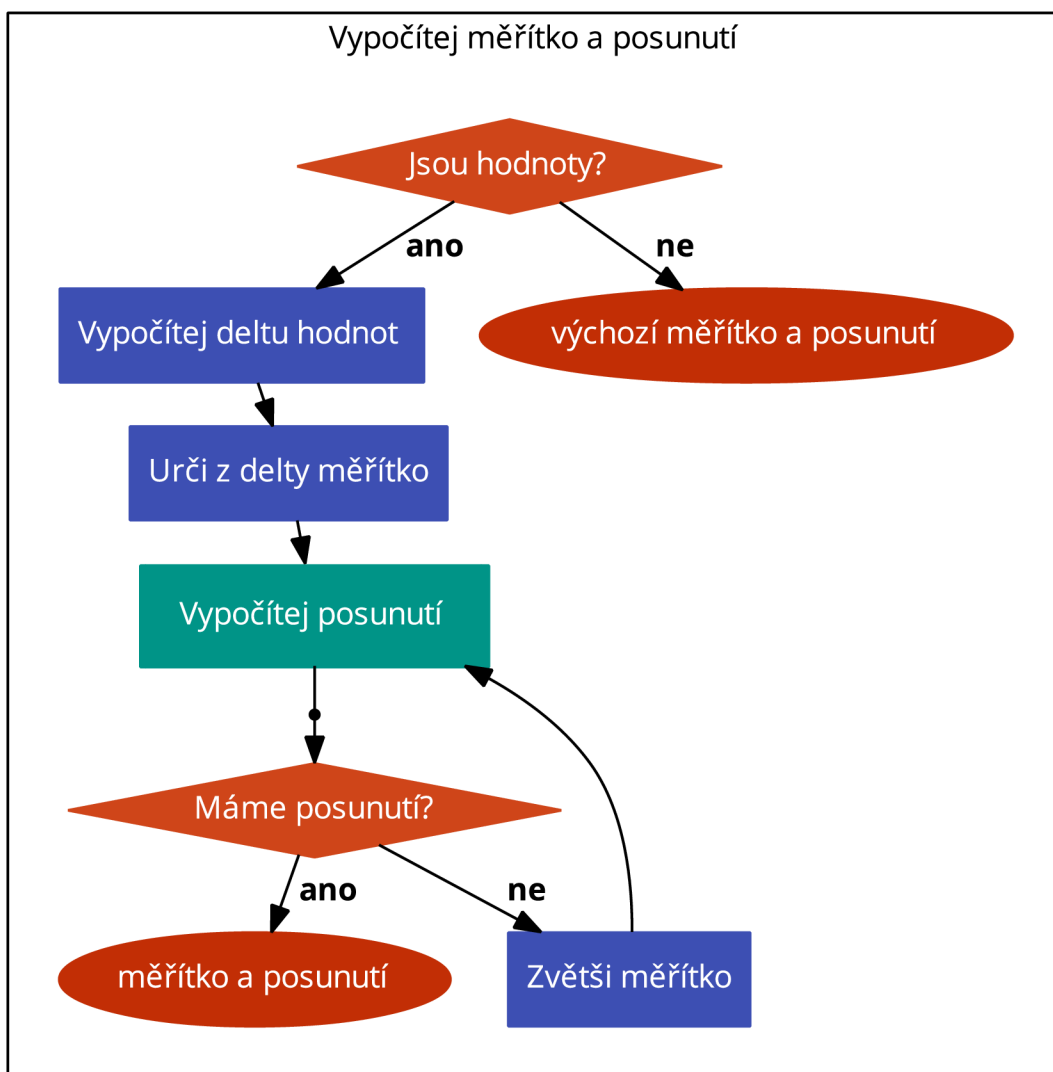 Vypočítej měřítko a posunutí
Jsou hodnoty?
ano
ne
Vypočítej deltu hodnot
výchozí měřítko a posunutí
Urči z delty měřítko
Vypočítej posunutí
Máme posunutí?
ano
ne
měřítko a posunutí
Zvětši měřítko